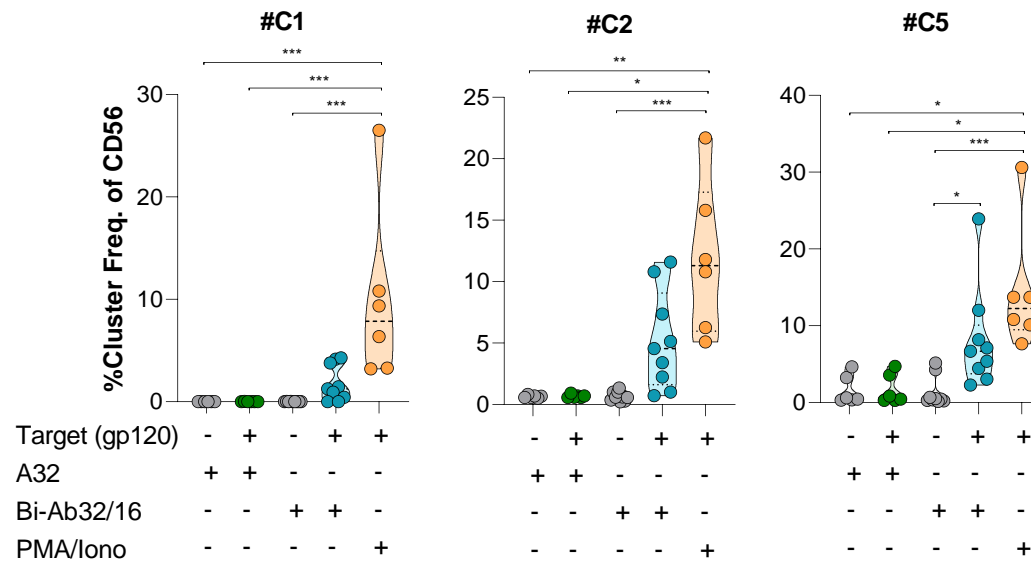 #C1 #C2 #C5
%Cluster Freq. of CD56
*** *** ***
30
20
10
0
** * ***
25
20
15
10
5
0
* * *** *
40
30
20
10
0
Target (gp120) - + - + + - + - + + - + - + +
A32 + + - - - + + - - - + + - - -
Bi-Ab32/16 - - + + - - - + + - - - + + -
PMA/Iono - - - - + - - - - + - - - - +